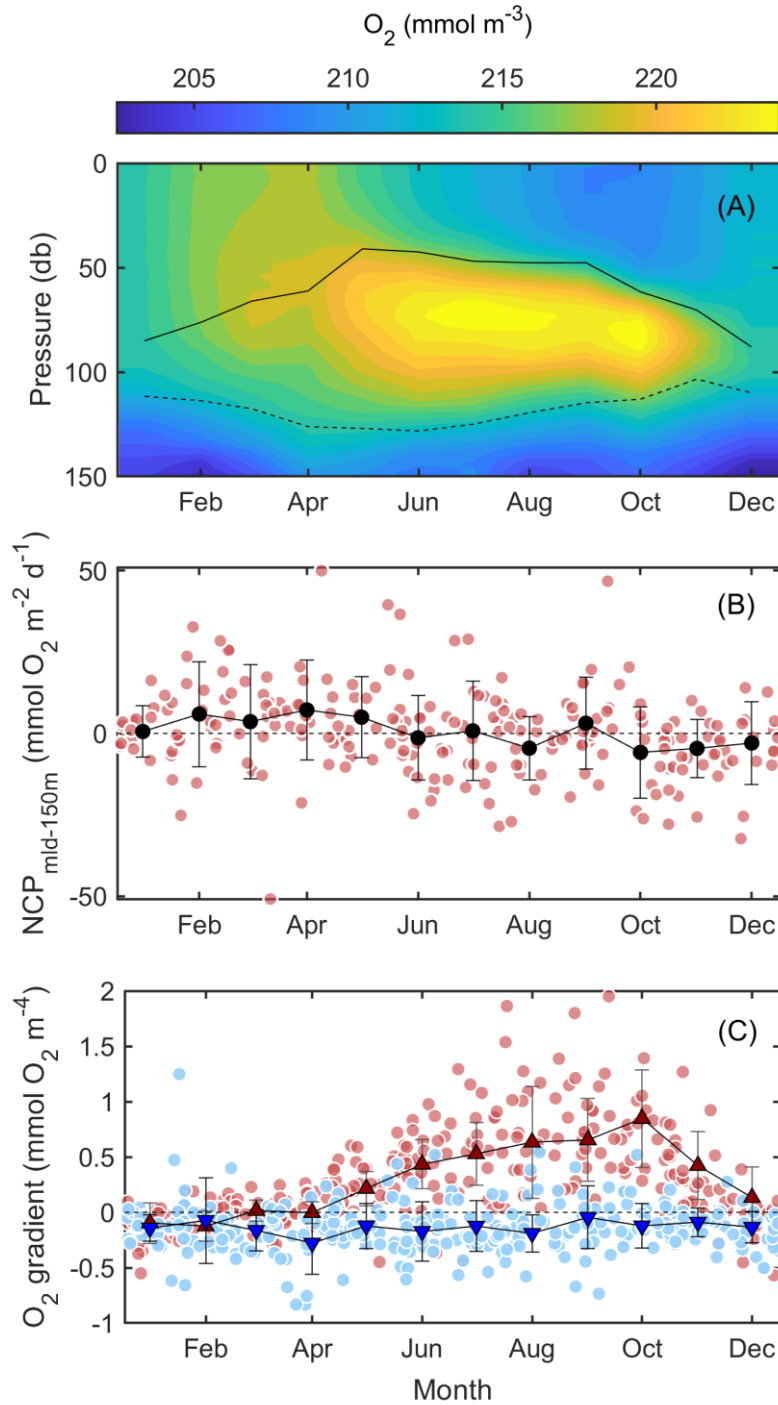 O2 (mmol m-3)
205 210 215 220
(A)
0
50
100
150
Pressure (db)
Feb Apr Jun Aug Oct Dec
(B)
50
0
-50
NCPmld-150m (mmol O2 m-2 d-1)
Feb Apr Jun Aug Oct Dec
(C)
2
1.5
1
0.5
0
-0.5
-1
O2 gradient (mmol O2 m-4)
Feb Apr Jun Aug Oct Dec
Month